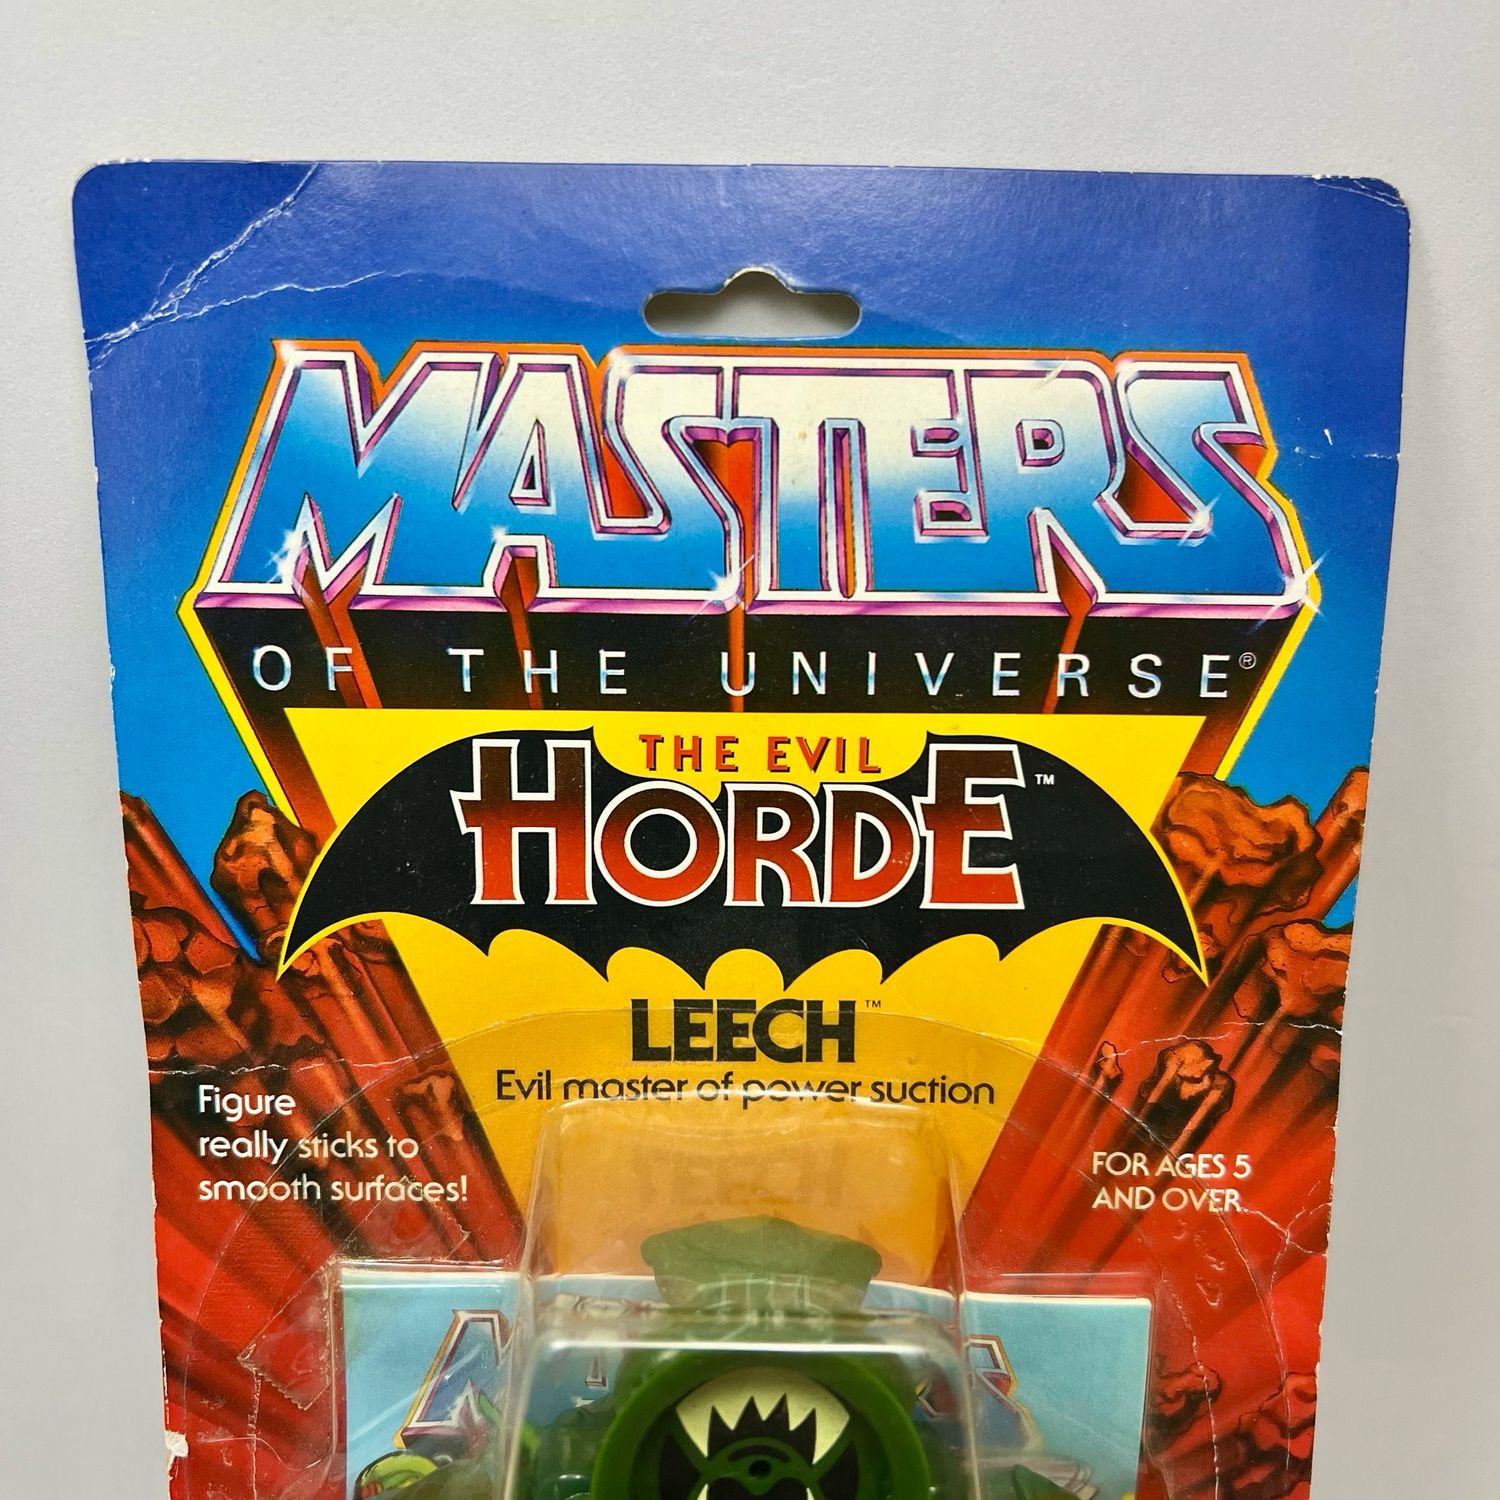 MASTERS
OF THE UNIVERSE®
THE EVIL
HORDE™
LEECH™
Evil master of power suction
Figure
really sticks to
smooth surfaces!
FOR AGES 5
AND OVER.